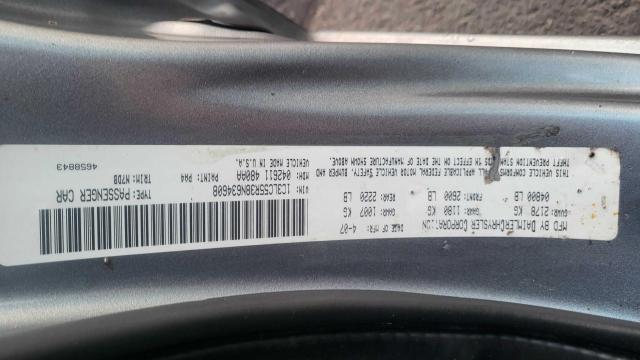 MFD BY DAIMLERCHRYSLER CORPORATION
DATE OF MFR 4-07
GVWR: 2178 KG GAWR: 1180 KG GAWR: 1007 KG
04800 LB FRONT: 2600 LB REAR: 2220 LB
THIS VEHICLE CONFORMS TO ALL APPLICABLE FEDERAL MOTOR VEHICLE SAFETY, BUMPER AND
THEFT PREVENTION STANDARDS IN EFFECT ON THE DATE OF MANUFACTURE SHOWN ABOVE.
VIN: 1C3LC55R38N634608
TYPE: PASSENGER CAR
MDH: 042611 480AA
PAINT: PA4
TRIM: M7DB
VEHICLE MADE IN U.S.A.
4658843